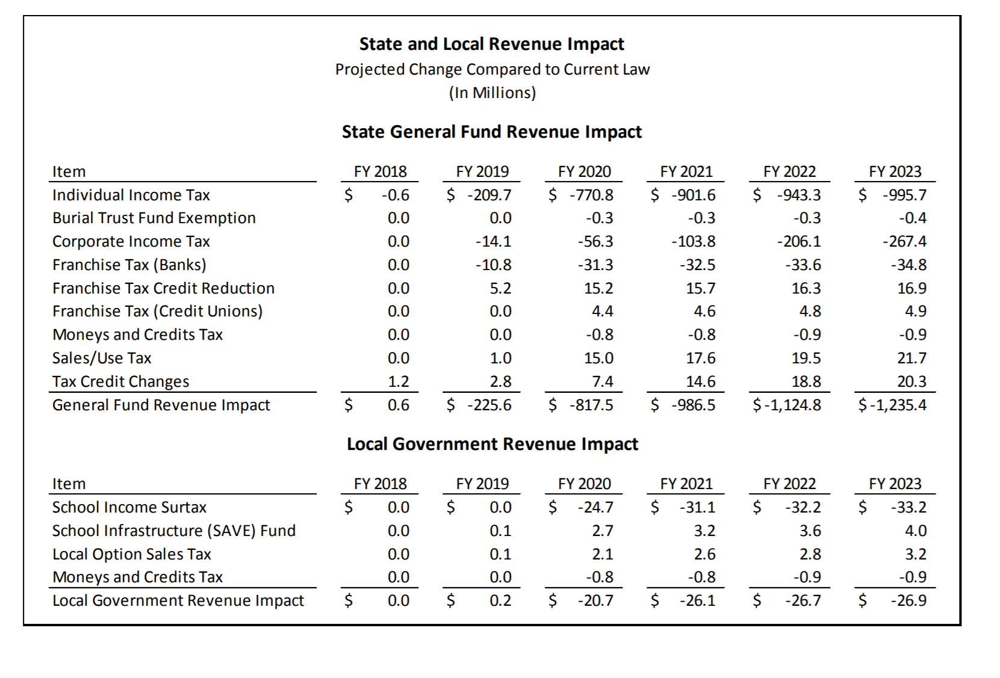 State and Local Revenue Impact
Projected Change Compared to Current Law
(In Millions)
State General Fund Revenue Impact
Item FY 2018 FY 2019 FY 2020 FY 2021 FY 2022 FY 2023
Individual Income Tax $ -0.6 $ -209.7 $ -770.8 $ -901.6 $ -943.3 $ -995.7
Burial Trust Fund Exemption 0.0 0.0 -0.3 -0.3 -0.3 -0.4
Corporate Income Tax 0.0 -14.1 -56.3 -103.8 -206.1 -267.4
Franchise Tax (Banks) 0.0 -10.8 -31.3 -32.5 -33.6 -34.8
Franchise Tax Credit Reduction 0.0 5.2 15.2 15.7 16.3 16.9
Franchise Tax (Credit Unions) 0.0 0.0 4.4 4.6 4.8 4.9
Moneys and Credits Tax 0.0 0.0 -0.8 -0.8 -0.9 -0.9
Sales/Use Tax 0.0 1.0 15.0 17.6 19.5 21.7
Tax Credit Changes 1.2 2.8 7.4 14.6 18.8 20.3
General Fund Revenue Impact $ 0.6 $ -225.6 $ -817.5 $ -986.5 $ -1,124.8 $ -1,235.4
Local Government Revenue Impact
Item FY 2018 FY 2019 FY 2020 FY 2021 FY 2022 FY 2023
School Income Surtax $ 0.0 $ 0.0 $ -24.7 $ -31.1 $ -32.2 $ -33.2
School Infrastructure (SAVE) Fund 0.0 0.1 2.7 3.2 3.6 4.0
Local Option Sales Tax 0.0 0.1 2.1 2.6 2.8 3.2
Moneys and Credits Tax 0.0 0.0 -0.8 -0.8 -0.9 -0.9
Local Government Revenue Impact $ 0.0 $ 0.2 $ -20.7 $ -26.1 $ -26.7 $ -26.9